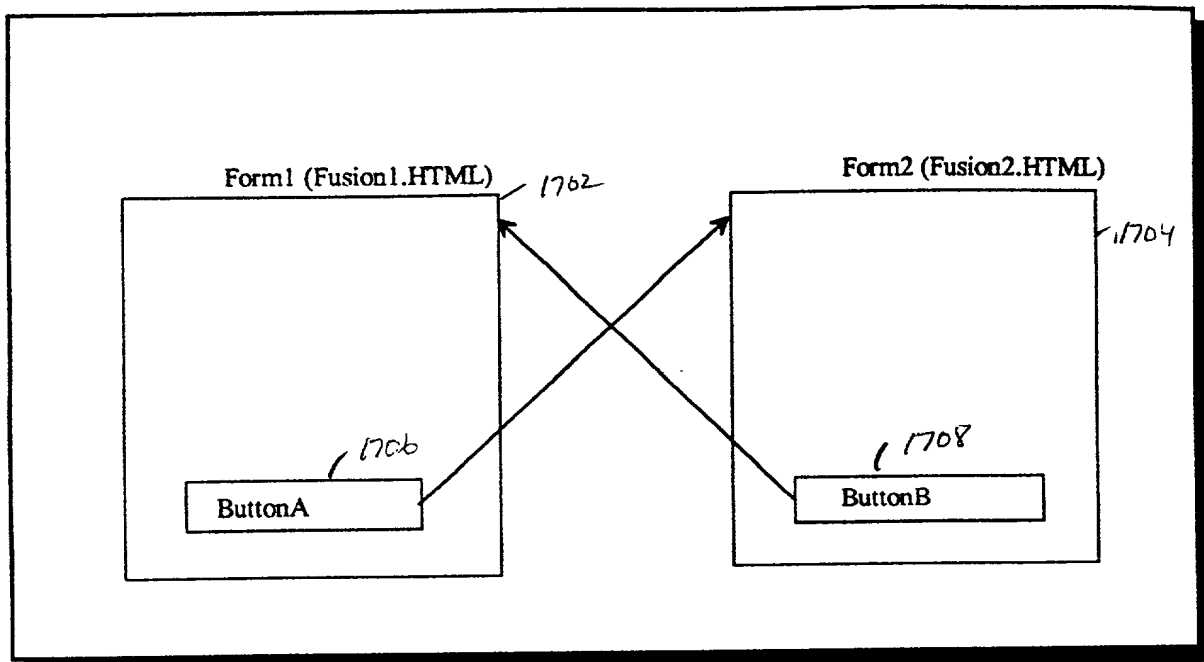 Form1 (Fusion1.HTML)
1702
Form2 (Fusion2.HTML)
1704
1706
ButtonA
1708
ButtonB